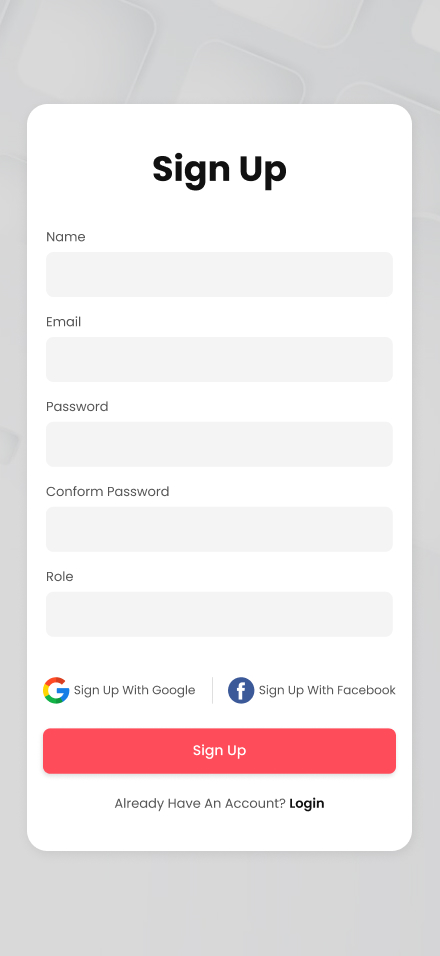 Sign Up
Name
Email
Password
Conform Password
Role
Sign Up With Google
Sign Up With Facebook
Sign Up
Already Have An Account? Login